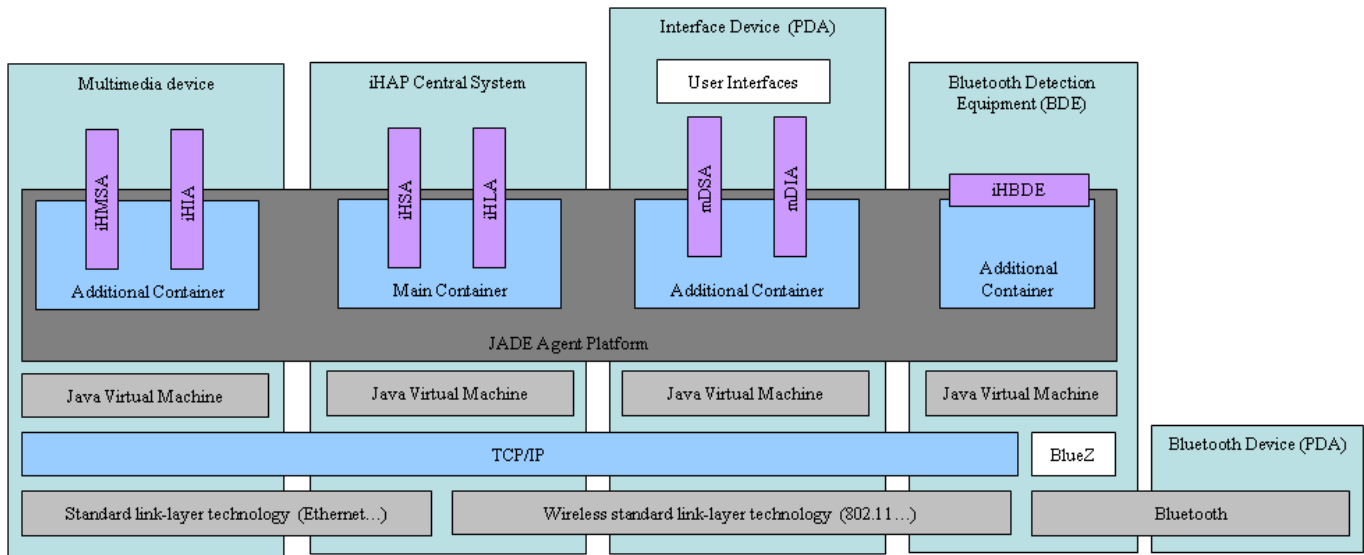 Interface Device (PDA)
Multimedia device
iHAP Central System
User Interfaces
Bluetooth Detection
Equipment (BDE)
iHMSA
iHIA
iHSA
iHLA
mDSA
mDIA
iHBDE
Additional Container
Main Container
Additional Container
Additional
Container
JADE Agent Platform
Java Virtual Machine
Java Virtual Machine
Java Virtual Machine
Java Virtual Machine
TCP/IP
BlueZ
Bluetooth Device (PDA)
Standard link-layer technology (Ethernet...)
Wireless standard link-layer technology (802.11...)
Bluetooth